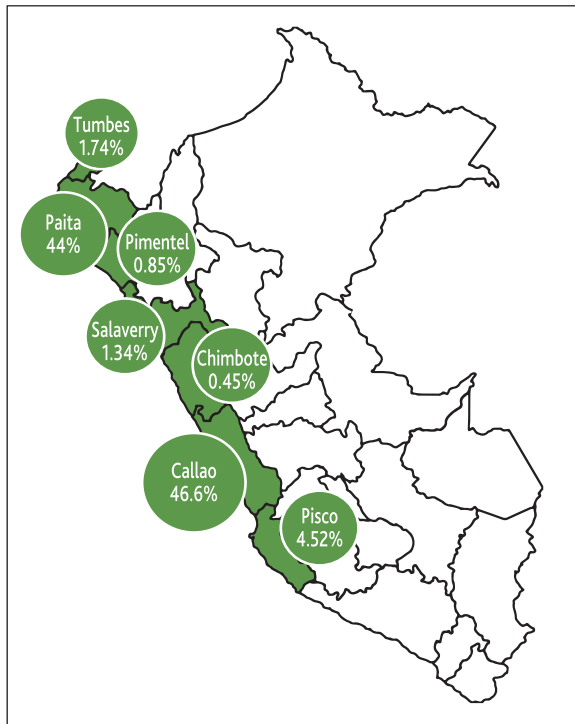 Tumbes
1.74%
Paita
44%
Pimentel
0.85%
Salaverry
1.34%
Chimbote
0.45%
Callao
46.6%
Pisco
4.52%